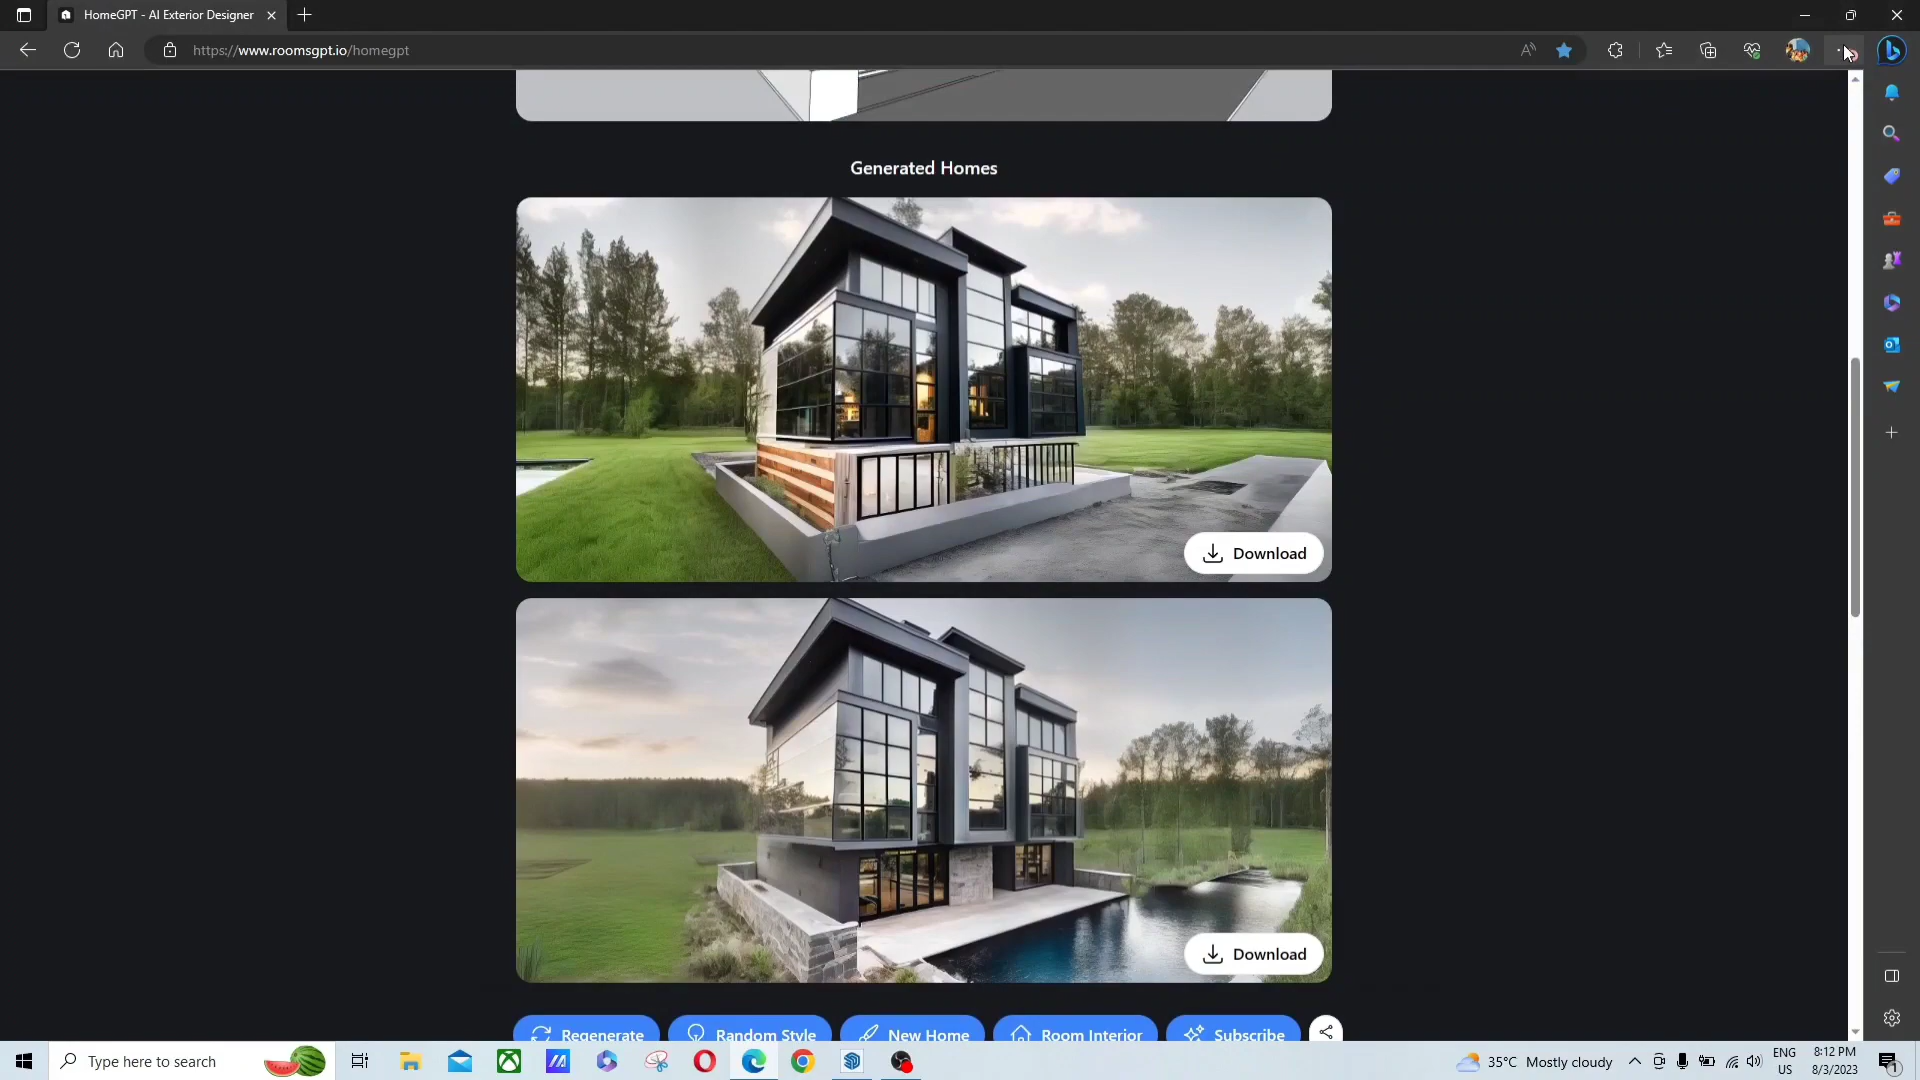 HomeGPT - AI Exterior Designer
https://www.roomsgpt.io/homegpt
Generated Homes
Download
Download
Regenerate
Random Style
New Home
Room Interior
Subscribe
Type here to search
35°C Mostly cloudy
ENG
US
8:12 PM
8/3/2023
1